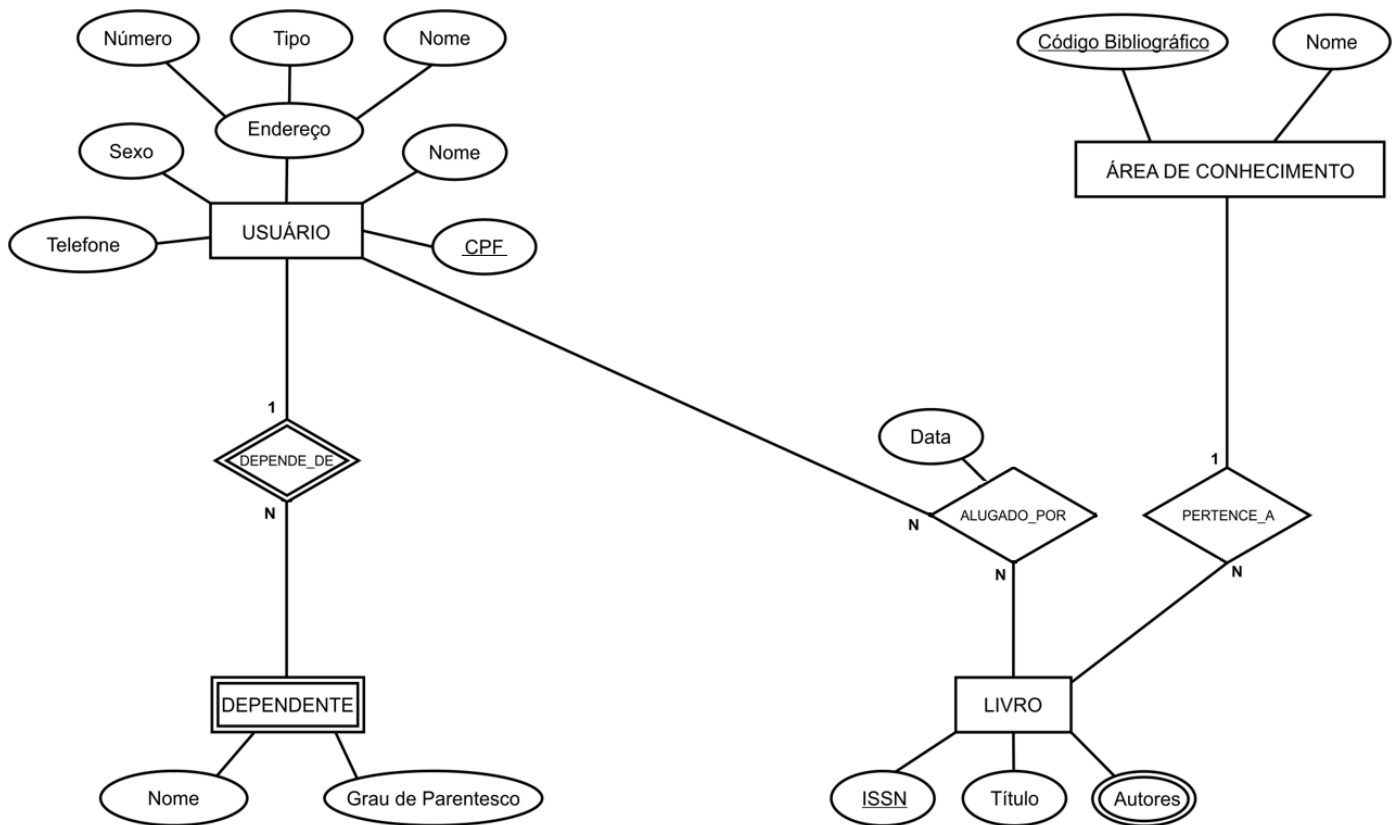 Número
Tipo
Nome
Código Bibliográfico
Nome
Endereço
Sexo
Nome
ÁREA DE CONHECIMENTO
USUÁRIO
Telefone
CPF
1
DEPENDE_DE
N
Data
N
ALUGADO_POR
N
1
PERTENCE_A
N
DEPENDENTE
LIVRO
Nome
Grau de Parentesco
ISSN
Título
Autores